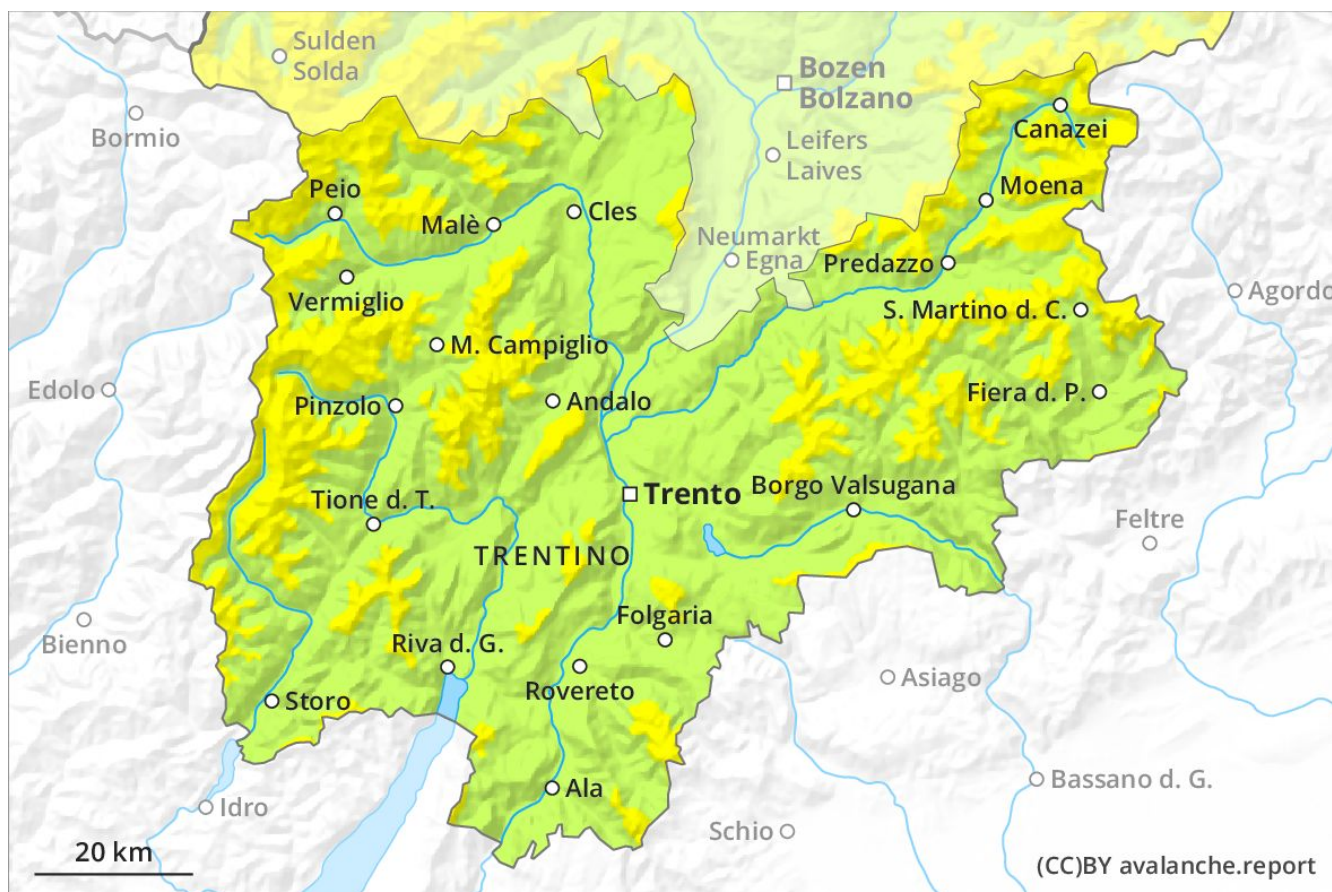 Sulden
Solda
Bozen
Bolzano
Bormio
Canazei
Leifers
Laives
Peio
Moena
Malè
Cles
Neumarkt
Egna
Predazzo
Vermiglio
Agordo
S. Martino d. C.
M. Campiglio
Edolo
Fiera d. P.
Pinzolo
Andalo
Trento
Borgo Valsugana
Tione d. T.
Feltre
TRENTINO
Folgaria
Bienno
Riva d. G.
Asiago
Rovereto
Storo
Bassano d. G.
Ala
Idro
Schio
20 km
(CC)BY avalanche.report